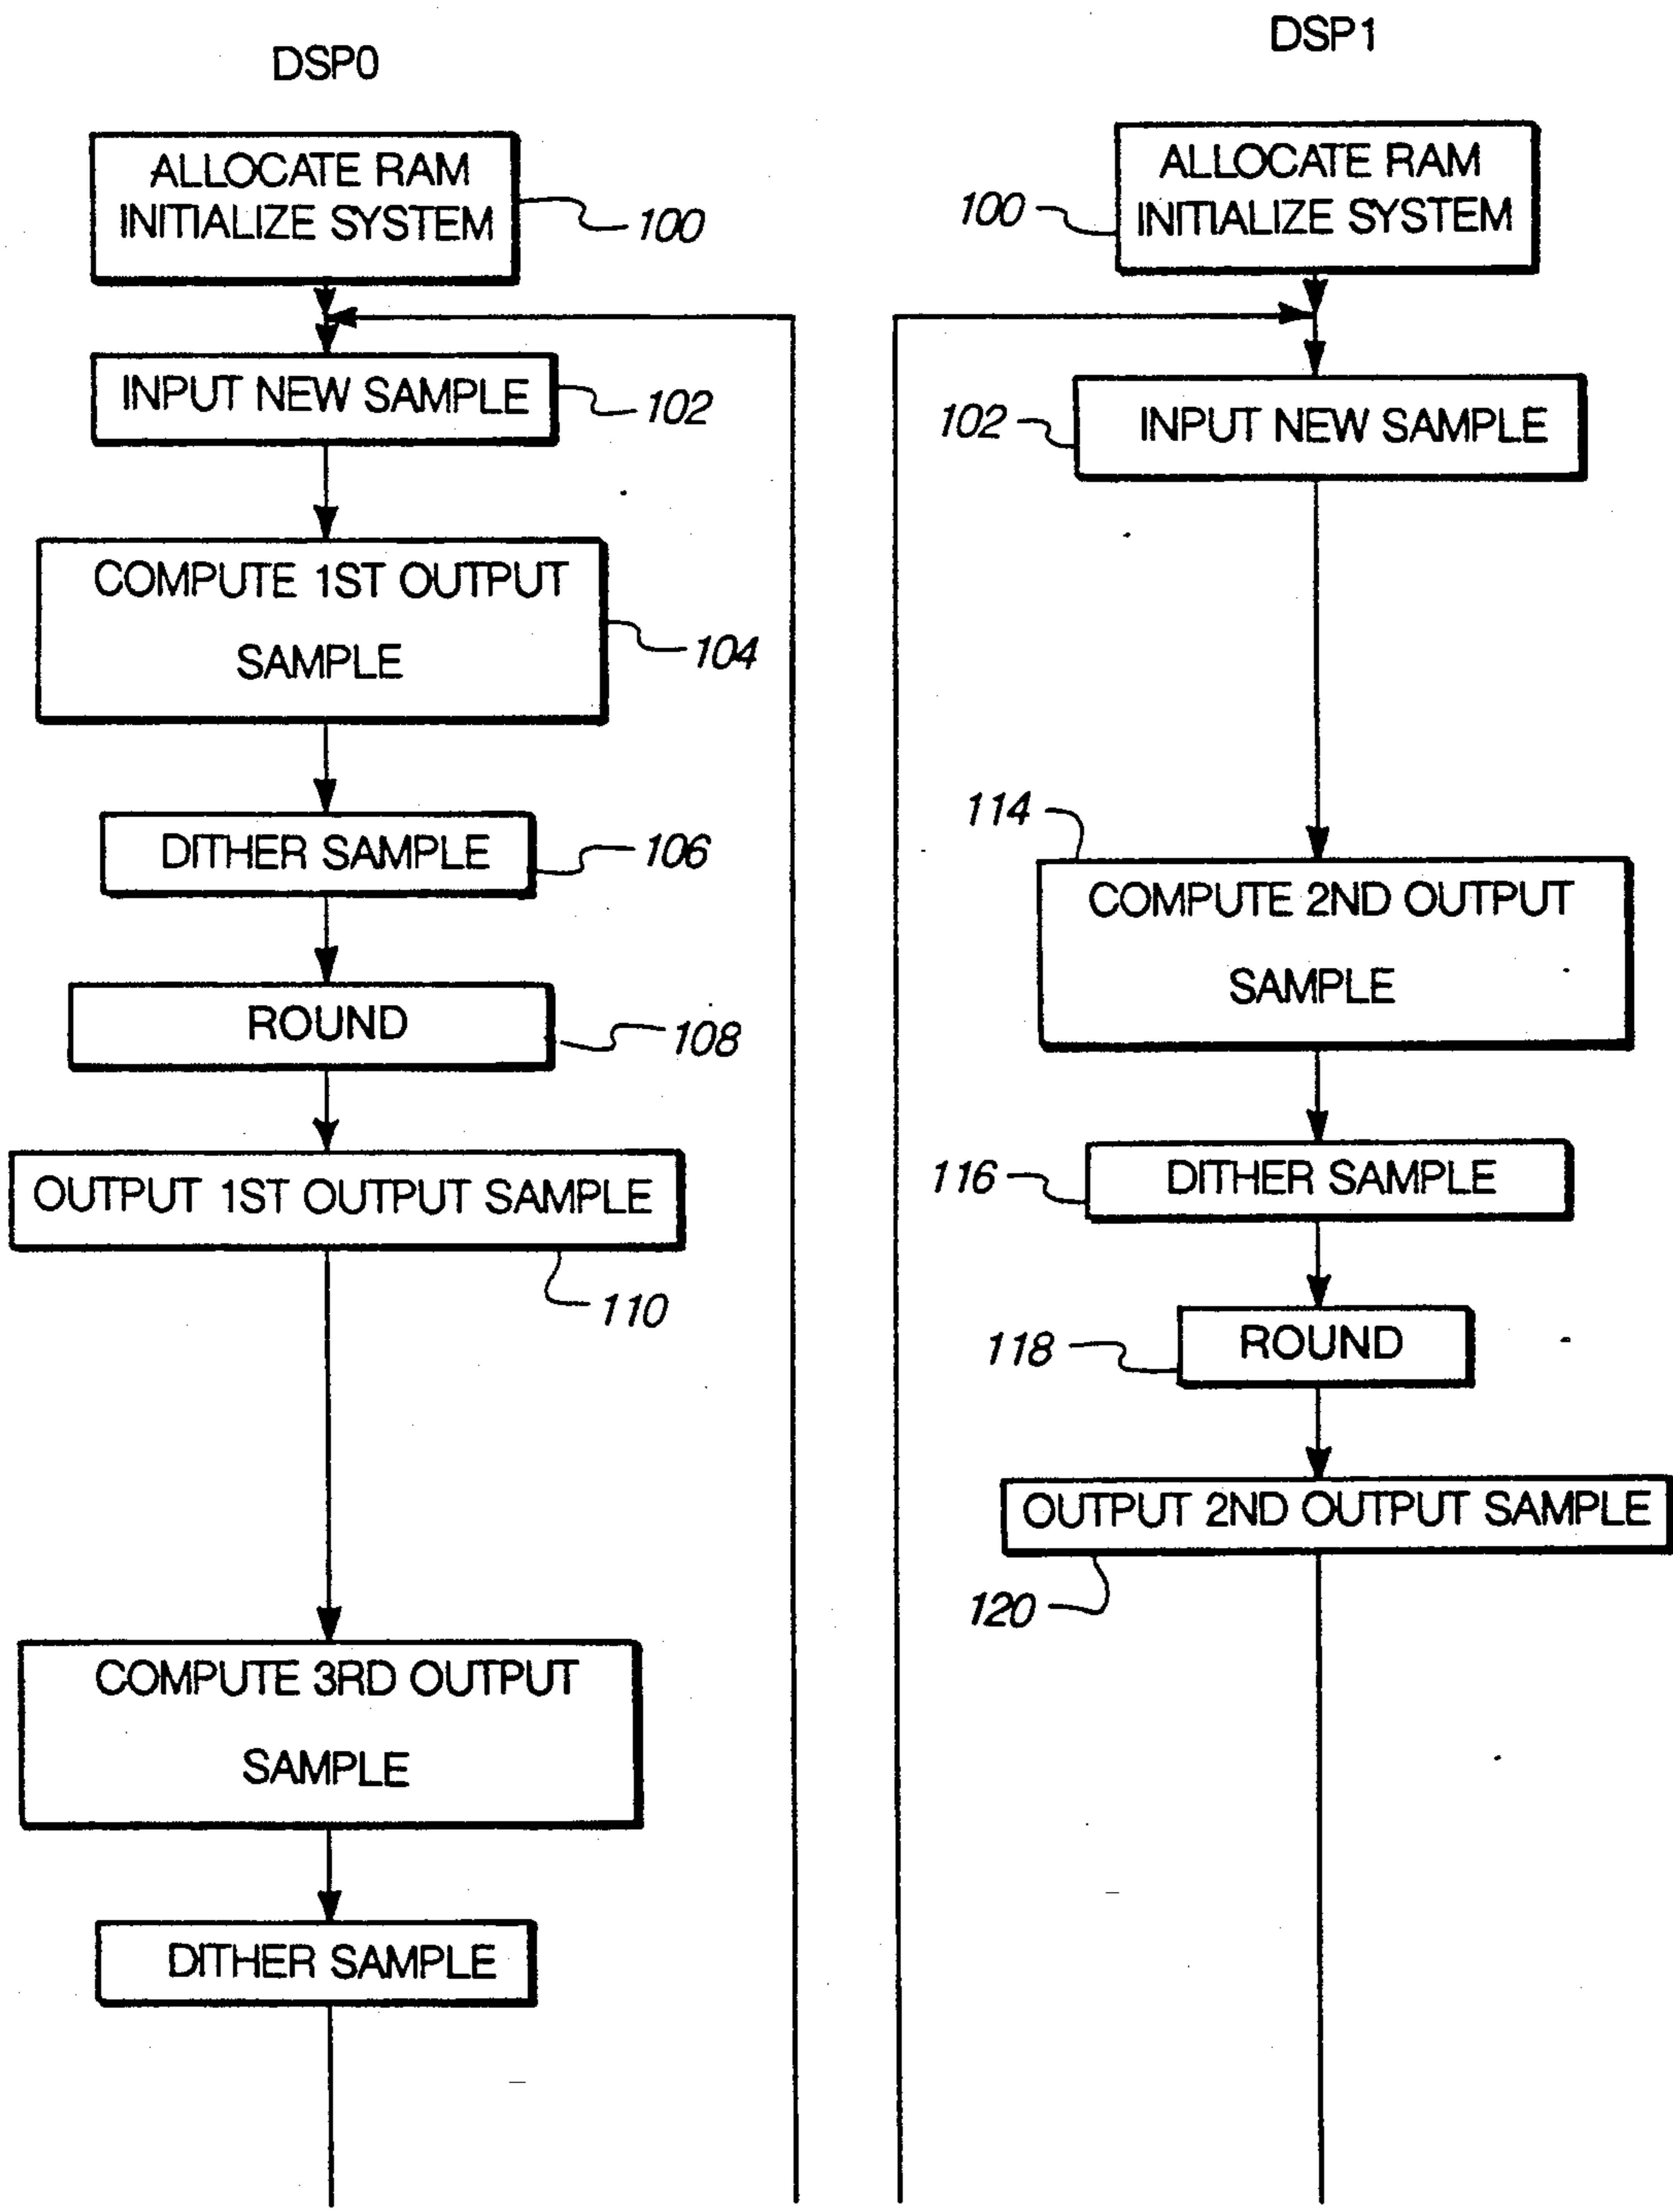 DSP0
ALLOCATE RAM
INITIALIZE SYSTEM
100
INPUT NEW SAMPLE
102
COMPUTE 1ST OUTPUT
SAMPLE
104
DITHER SAMPLE
106
ROUND
108
OUTPUT 1ST OUTPUT SAMPLE
110
COMPUTE 3RD OUTPUT
SAMPLE
DITHER SAMPLE
DSP1
ALLOCATE RAM
INITIALIZE SYSTEM
100
INPUT NEW SAMPLE
102
114
COMPUTE 2ND OUTPUT
SAMPLE
DITHER SAMPLE
116
ROUND
118
OUTPUT 2ND OUTPUT SAMPLE
120